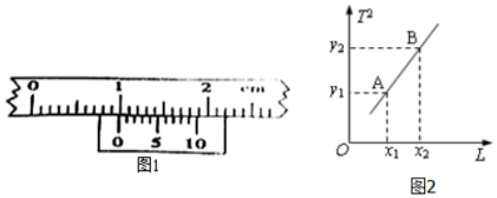 0 1 2 cm
0 5 10
图1
T²
B
y₂
A
y₁
O x₁ x₂ L
图2